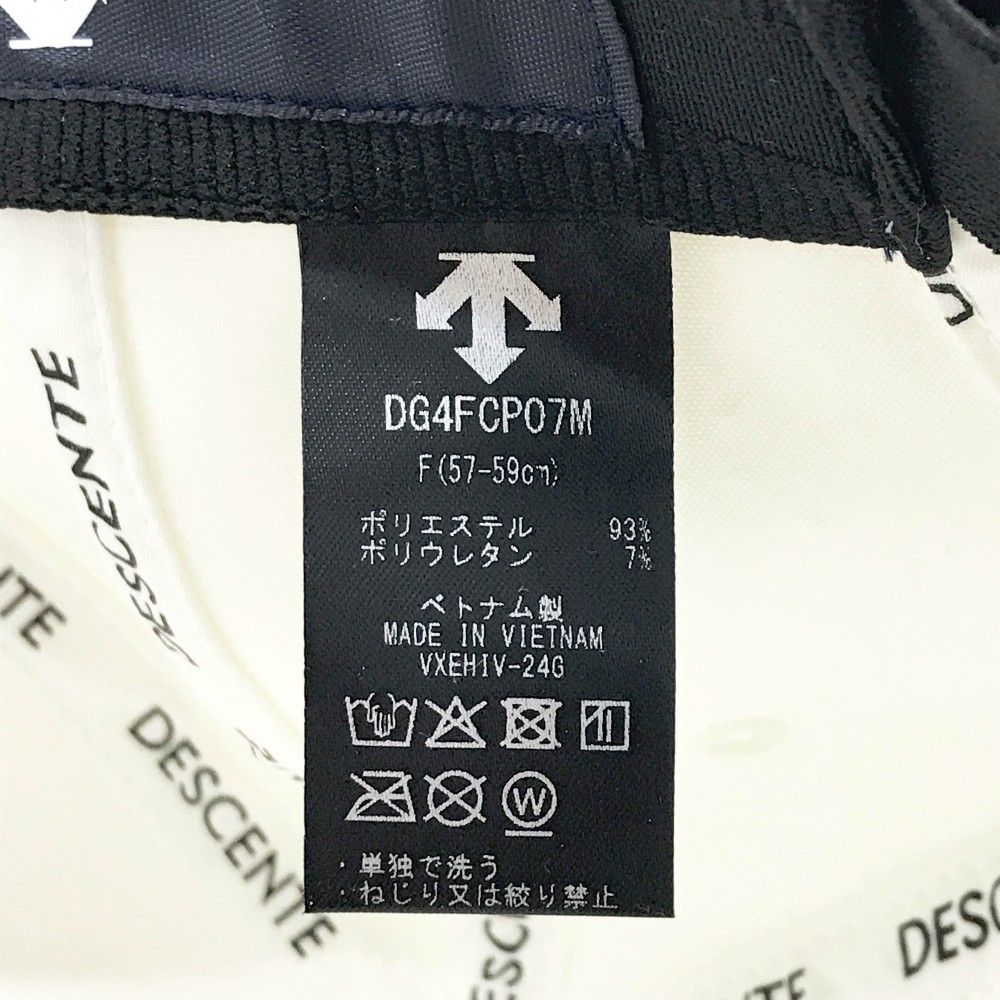 DG4FCP07M
F(57-59cm)
ポリエステル 93%
ポリウレタン 7%
ベトナム製
MADE IN VIETNAM
VXEHIV-24G
W
・単独で洗う
・ねじり又は絞り禁止
DESCENTE
NTE
DESCENTE
DESC